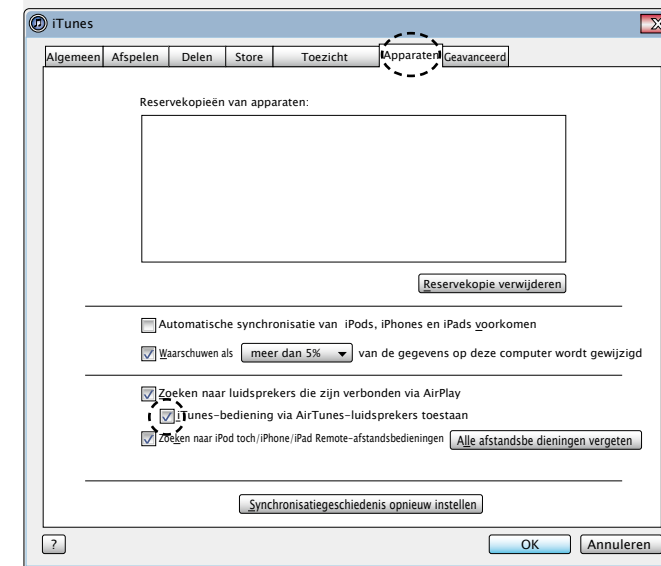 iTunes
Algemeen Afspelen Delen Store Toezicht Apparaten Geavanceerd
Reservekopieën van apparaten:
Reservekopie verwijderen
Automatische synchronisatie van iPods, iPhones en iPads voorkomen
Waarschuwen als meer dan 5% van de gegevens op deze computer wordt gewijzigd
Zoeken naar luidsprekers die zijn verbonden via AirPlay
iTunes-bediening via AirTunes-luidsprekers toestaan
Zoeken naar iPod toch/iPhone/iPad Remote-afstandsbedieningen Alle afstandsbe dieningen vergeten
Synchronisatiegeschiedenis opnieuw instellen
? OK Annuleren